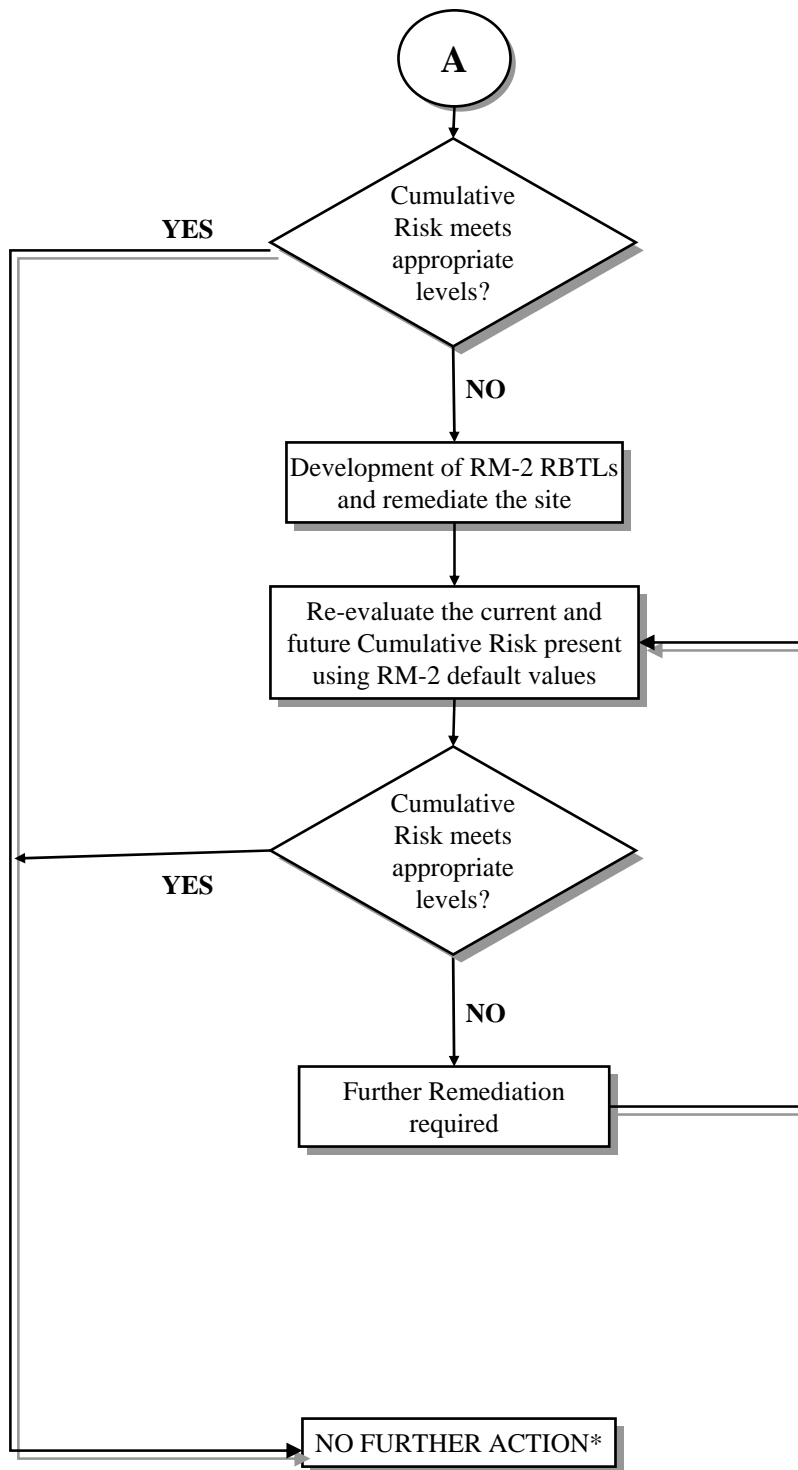 A
Cumulative
Risk meets
appropriate
levels?
YES
NO
Development of RM-2 RBTLs
and remediate the site
Re-evaluate the current and
future Cumulative Risk present
using RM-2 default values
Cumulative
Risk meets
appropriate
levels?
YES
NO
Further Remediation
required
NO FURTHER ACTION*